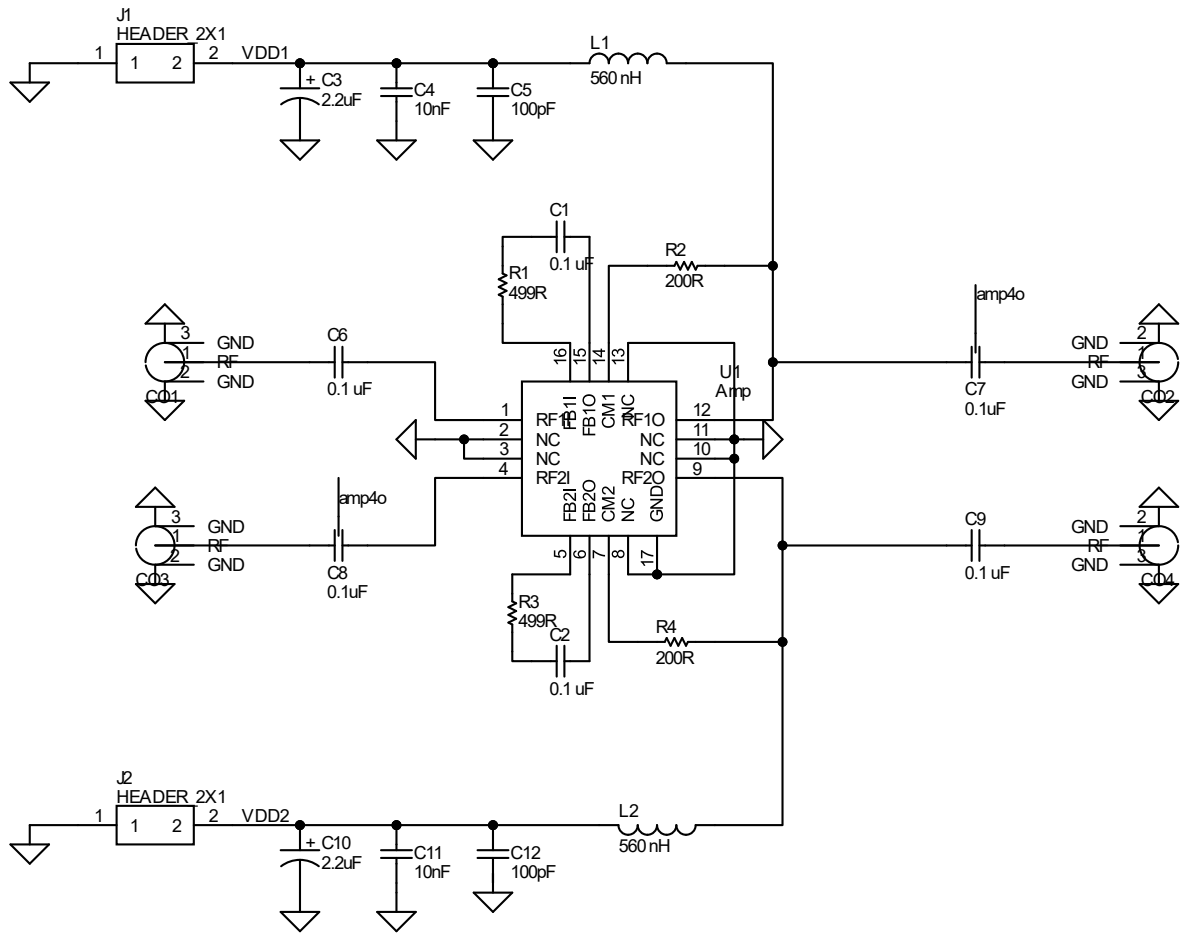 J1
HEADER_2X1
1
1 2
2
VDD1
+ C3
2.2uF
C4
10nF
C5
100pF
L1
560 nH
C1
0.1 uF
R1
499R
R2
200R
amp4o
3
GND
1
RF
2
GND
CO1
C6
0.1 uF
16
15
14
13
U1
Amp
2
GND
1
RF
3
GND
CO2
C7
0.1uF
1
2
3
4
RF1I
NC
NC
RF2I
FB1I
FB1O
CM1
NC
RF1O
NC
NC
RF2O
12
11
10
9
FB2I
FB2O
CM2
NC
GND
5
6
7
8
17
amp4o
3
GND
1
RF
2
GND
CO3
C8
0.1uF
C9
0.1 uF
2
GND
1
RF
3
GND
CO4
R3
499R
C2
0.1 uF
R4
200R
J2
HEADER_2X1
1
1 2
2
VDD2
+ C10
2.2uF
C11
10nF
C12
100pF
L2
560 nH